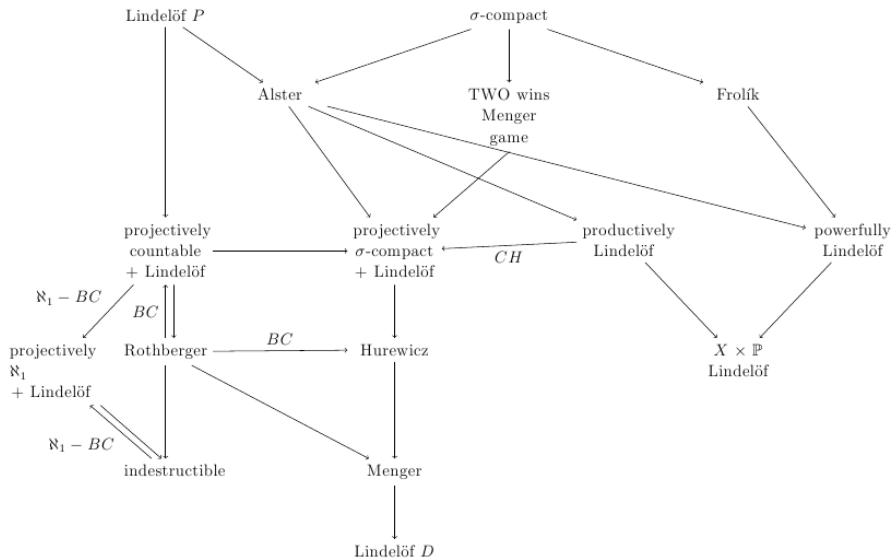 Lindelöf P
σ-compact
Alster
TWO wins
Menger
game
Frolík
projectively
countable
+ Lindelöf
projectively
σ-compact
+ Lindelöf
productively
Lindelöf
powerfully
Lindelöf
CH
ℵ₁ − BC
BC
projectively
ℵ₁
+ Lindelöf
Rothberger
BC
Hurewicz
X × ℙ
Lindelöf
ℵ₁ − BC
indestructible
Menger
Lindelöf D